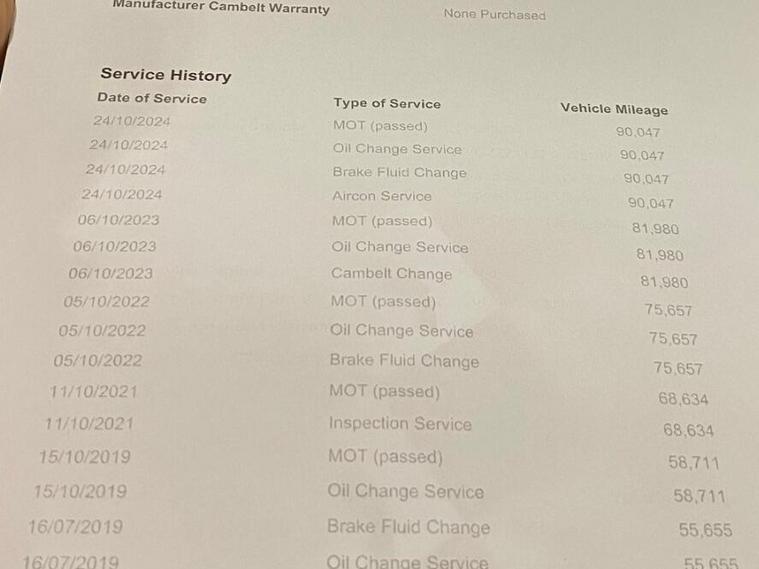 Manufacturer Cambelt Warranty None Purchased
Service History
Date of Service Type of Service Vehicle Mileage
24/10/2024 MOT (passed) 90,047
24/10/2024 Oil Change Service 90,047
24/10/2024 Brake Fluid Change 90,047
24/10/2024 Aircon Service 90,047
06/10/2023 MOT (passed) 81,980
06/10/2023 Oil Change Service 81,980
06/10/2023 Cambelt Change 81,980
05/10/2022 MOT (passed) 75,657
05/10/2022 Oil Change Service 75,657
05/10/2022 Brake Fluid Change 75,657
11/10/2021 MOT (passed) 68,634
11/10/2021 Inspection Service 68,634
15/10/2019 MOT (passed) 58,711
15/10/2019 Oil Change Service 58,711
16/07/2019 Brake Fluid Change 55,655
16/07/2019 Oil Change Service 55,655